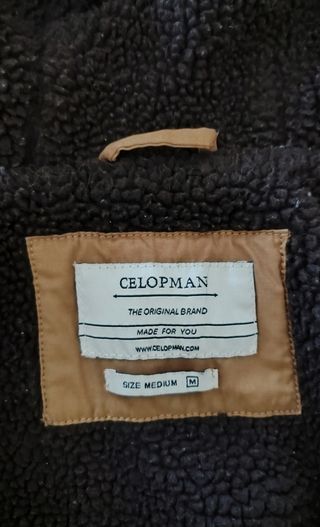 CELOPMAN
THE ORIGINAL BRAND
MADE FOR YOU
WWW.CELOPMAN.COM
SIZE MEDIUM M